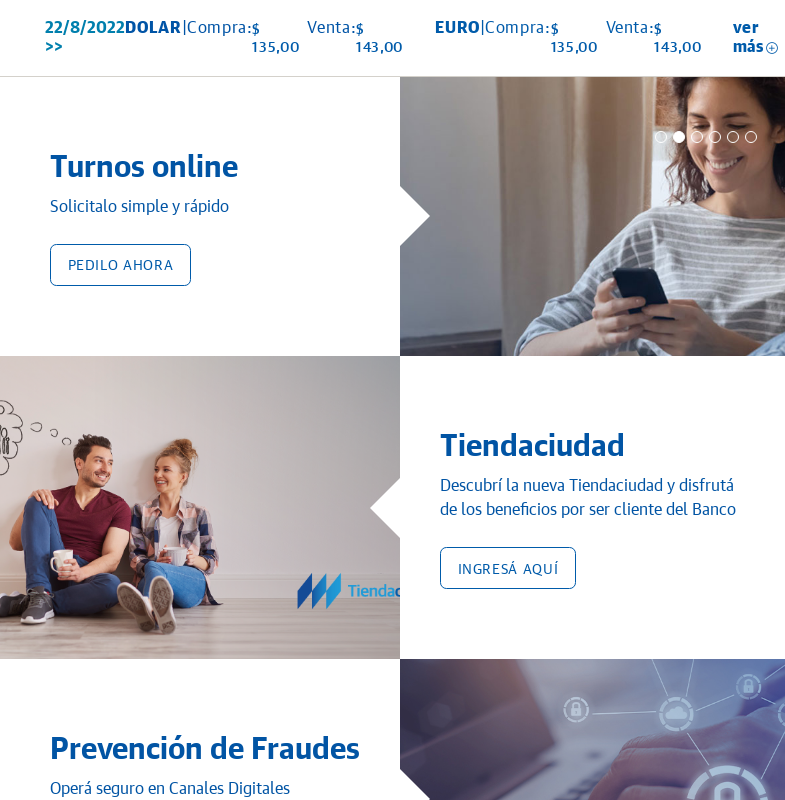 22/8/2022 DOLAR |Compra: $ Venta: $ EURO |Compra: $ Venta: $ ver
>> 135,00 143,00 135,00 143,00 más
Turnos online
Solicitalo simple y rápido
PEDILO AHORA
Tiendaciudad
Descubrí la nueva Tiendaciudad y disfrutá
de los beneficios por ser cliente del Banco
INGRESÁ AQUÍ
Tiendac
Prevención de Fraudes
Operá seguro en Canales Digitales